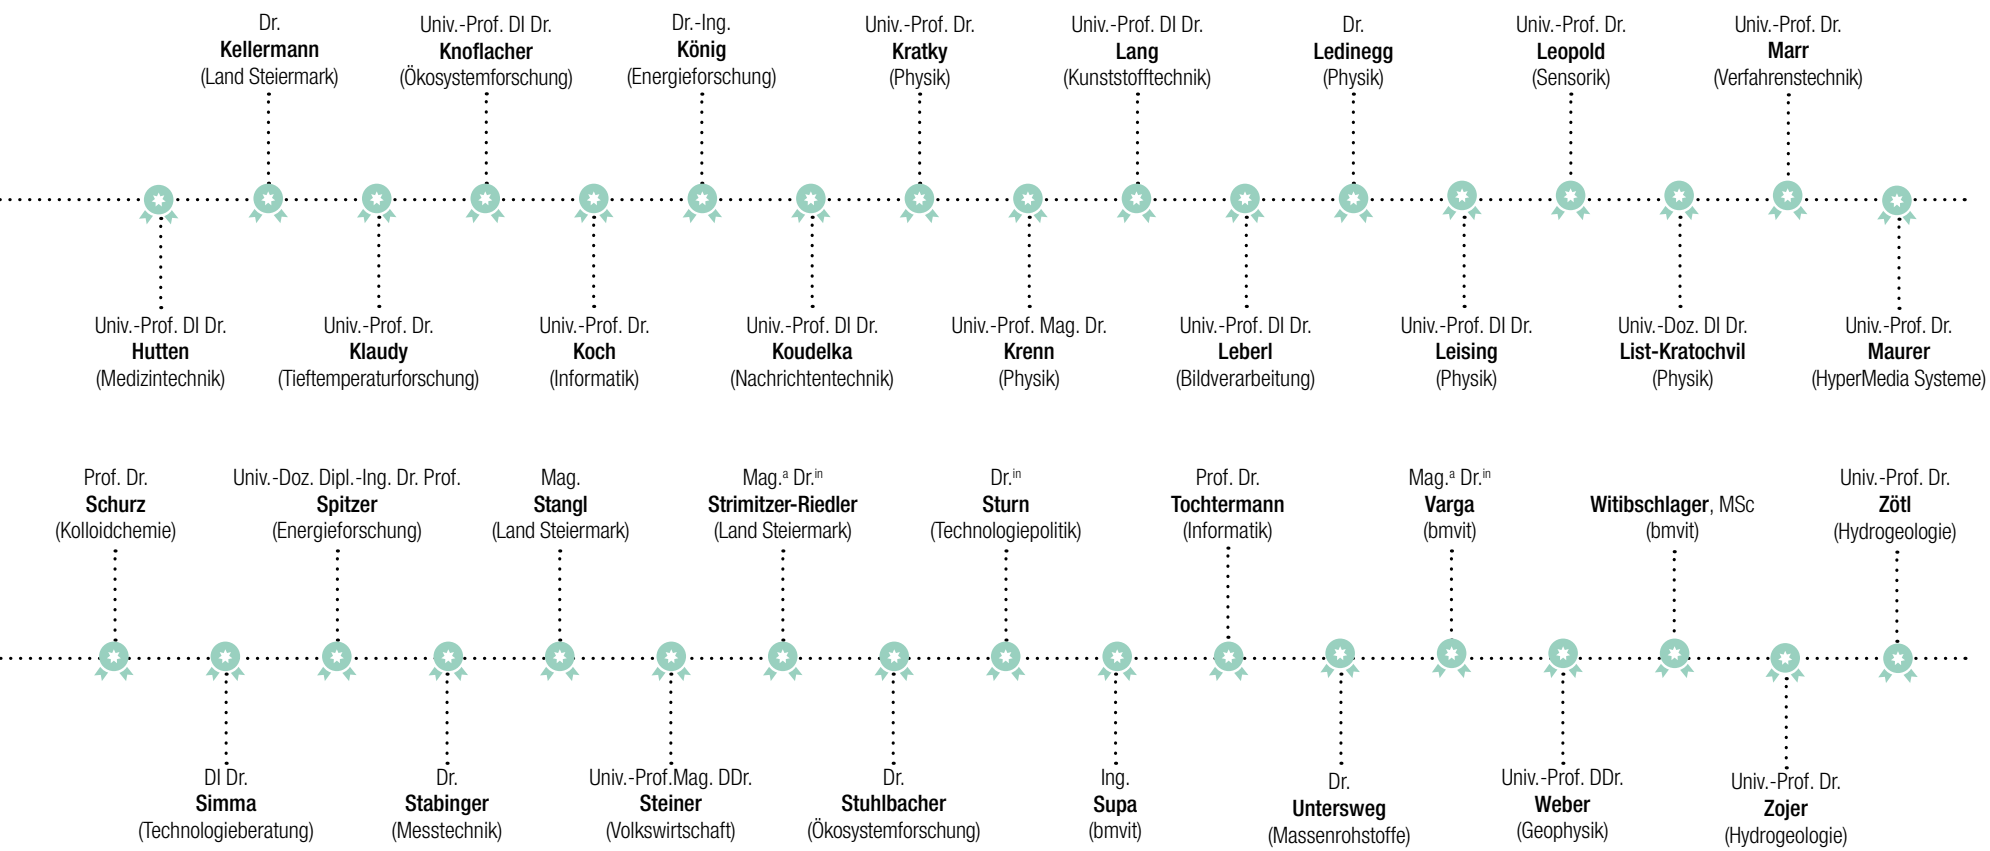 Dr.
Kellermann
(Land Steiermark)
Univ.-Prof. DI Dr.
Knoflacher
(Ökosystemforschung)
Dr.-Ing.
König
(Energieforschung)
Univ.-Prof. Dr.
Kratky
(Physik)
Univ.-Prof. DI Dr.
Lang
(Kunststofftechnik)
Dr.
Ledinegg
(Physik)
Univ.-Prof. Dr.
Leopold
(Sensorik)
Univ.-Prof. Dr.
Marr
(Verfahrenstechnik)
Univ.-Prof. DI Dr.
Hutten
(Medizintechnik)
Univ.-Prof. Dr.
Klaudy
(Tieftemperaturforschung)
Univ.-Prof. Dr.
Koch
(Informatik)
Univ.-Prof. DI Dr.
Koudelka
(Nachrichtentechnik)
Univ.-Prof. Mag. Dr.
Krenn
(Physik)
Univ.-Prof. DI Dr.
Leberl
(Bildverarbeitung)
Univ.-Prof. DI Dr.
Leising
(Physik)
Univ.-Doz. DI Dr.
List-Kratochvil
(Physik)
Univ.-Prof. Dr.
Maurer
(HyperMedia Systeme)
Prof. Dr.
Schurz
(Kolloidchemie)
Univ.-Doz. Dipl.-Ing. Dr. Prof.
Spitzer
(Energieforschung)
Mag.
Stangl
(Land Steiermark)
Mag.ª Dr.ⁱⁿ
Strimitzer-Riedler
(Land Steiermark)
Dr.ⁱⁿ
Sturn
(Technologiepolitik)
Prof. Dr.
Tochtermann
(Informatik)
Mag.ª Dr.ⁱⁿ
Varga
(bmvit)
Witibschlager, MSc
(bmvit)
Univ.-Prof. Dr.
Zötl
(Hydrogeologie)
DI Dr.
Simma
(Technologieberatung)
Dr.
Stabinger
(Messtechnik)
Univ.-Prof.Mag. DDr.
Steiner
(Volkswirtschaft)
Dr.
Stuhlbacher
(Ökosystemforschung)
Ing.
Supa
(bmvit)
Dr.
Untersweg
(Massenrohstoffe)
Univ.-Prof. DDr.
Weber
(Geophysik)
Univ.-Prof. Dr.
Zojer
(Hydrogeologie)